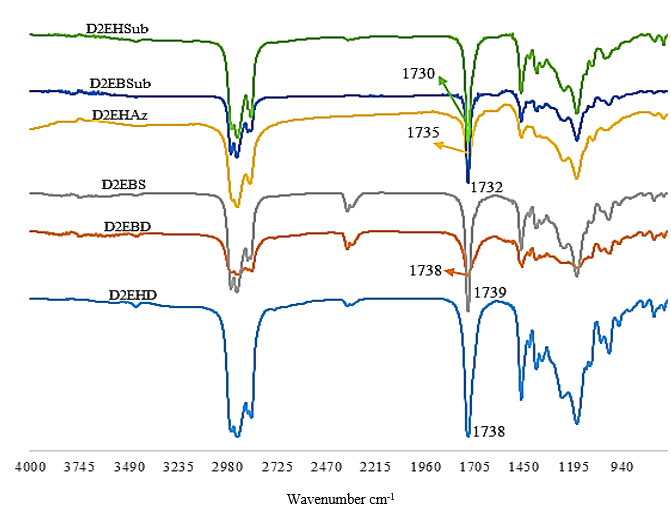 D2EHSub
1730
D2EBSub
D2EHAz
1735
D2EBS
1732
D2EBD
1738
1739
D2EHD
1738
4000 3745 3490 3235 2980 2725 2470 2215 1960 1705 1450 1195 940
Wavenumber cm-1